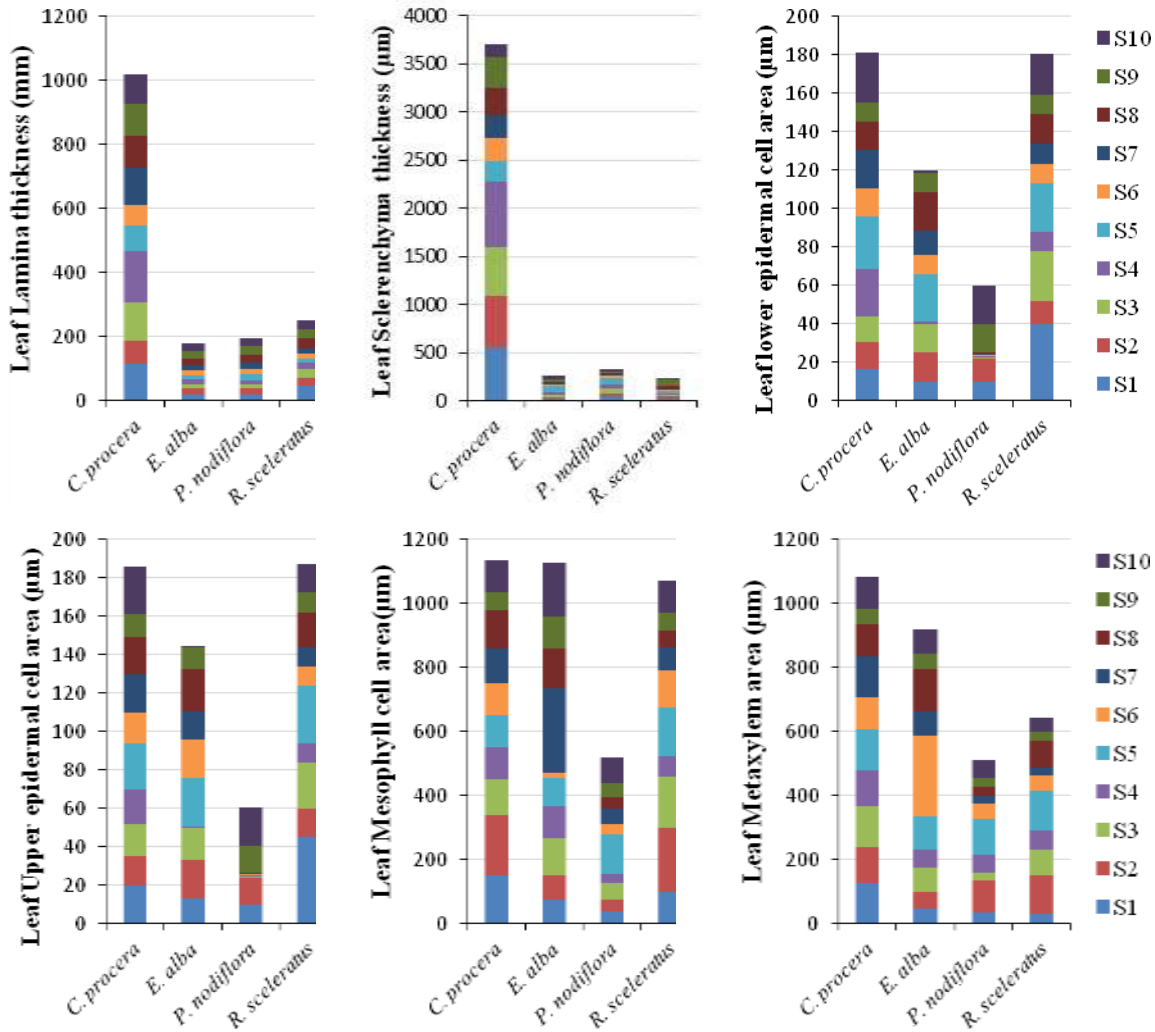 Leaf Lamina thickness (mm)
1200
1000
800
600
400
200
0
C. procera
E. alba
P. nodiflora
R. sceleratus
Leaf Sclerenchyma thickness (µm)
4000
3500
3000
2500
2000
1500
1000
500
0
C. procera
E. alba
P. nodiflora
R. sceleratus
Leaf lower epidermal cell area (µm)
200
180
160
140
120
100
80
60
40
20
0
C. procera
E. alba
P. nodiflora
R. sceleratus
S10
S9
S8
S7
S6
S5
S4
S3
S2
S1
Leaf Upper epidermal cell area (µm)
200
180
160
140
120
100
80
60
40
20
0
C. procera
E. alba
P. nodiflora
R. sceleratus
Leaf Mesophyll cell area(µm)
1200
1000
800
600
400
200
0
C. procera
E. alba
P. nodiflora
R. sceleratus
Leaf Metaxylem area (µm)
1200
1000
800
600
400
200
0
C. procera
E. alba
P. nodiflora
R. sceleratus
S10
S9
S8
S7
S6
S5
S4
S3
S2
S1